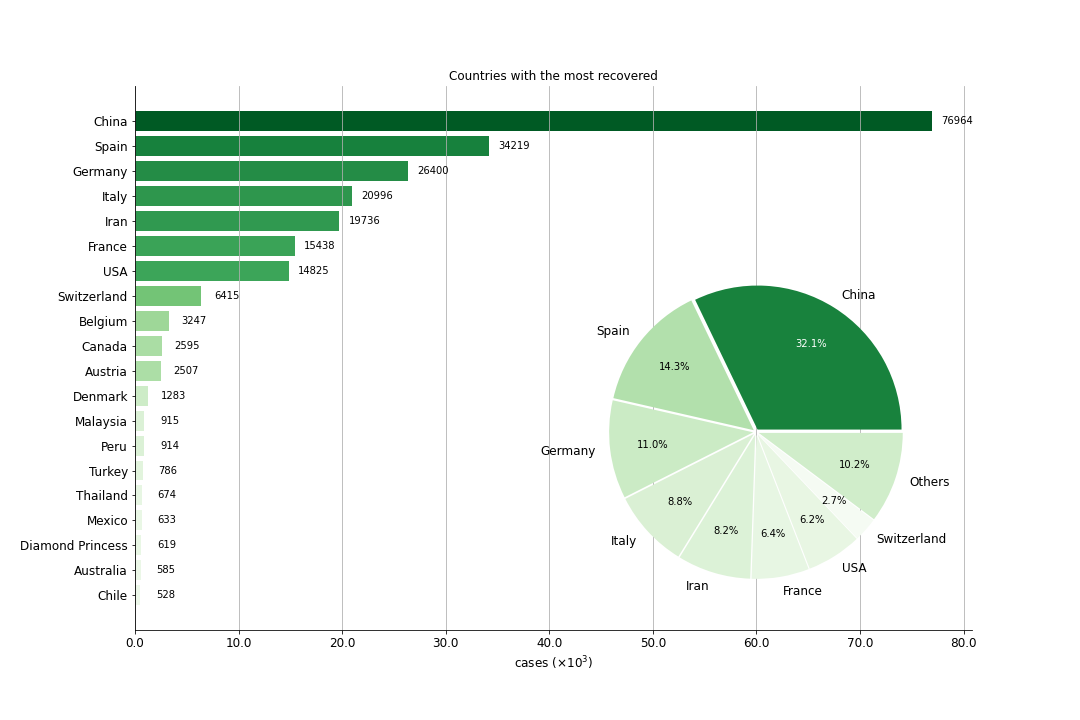 Countries with the most recovered
China 76964
Spain 34219
Germany 26400
Italy 20996
Iran 19736
France 15438
USA 14825
Switzerland 6415
Belgium 3247
Canada 2595
Austria 2507
Denmark 1283
Malaysia 915
Peru 914
Turkey 786
Thailand 674
Mexico 633
Diamond Princess 619
Australia 585
Chile 528
0.0 10.0 20.0 30.0 40.0 50.0 60.0 70.0 80.0
cases (×10³)
China
32.1%
Spain
14.3%
Germany
11.0%
Italy
8.8%
Iran
8.2%
France
6.4%
USA
6.2%
Switzerland
2.7%
Others
10.2%